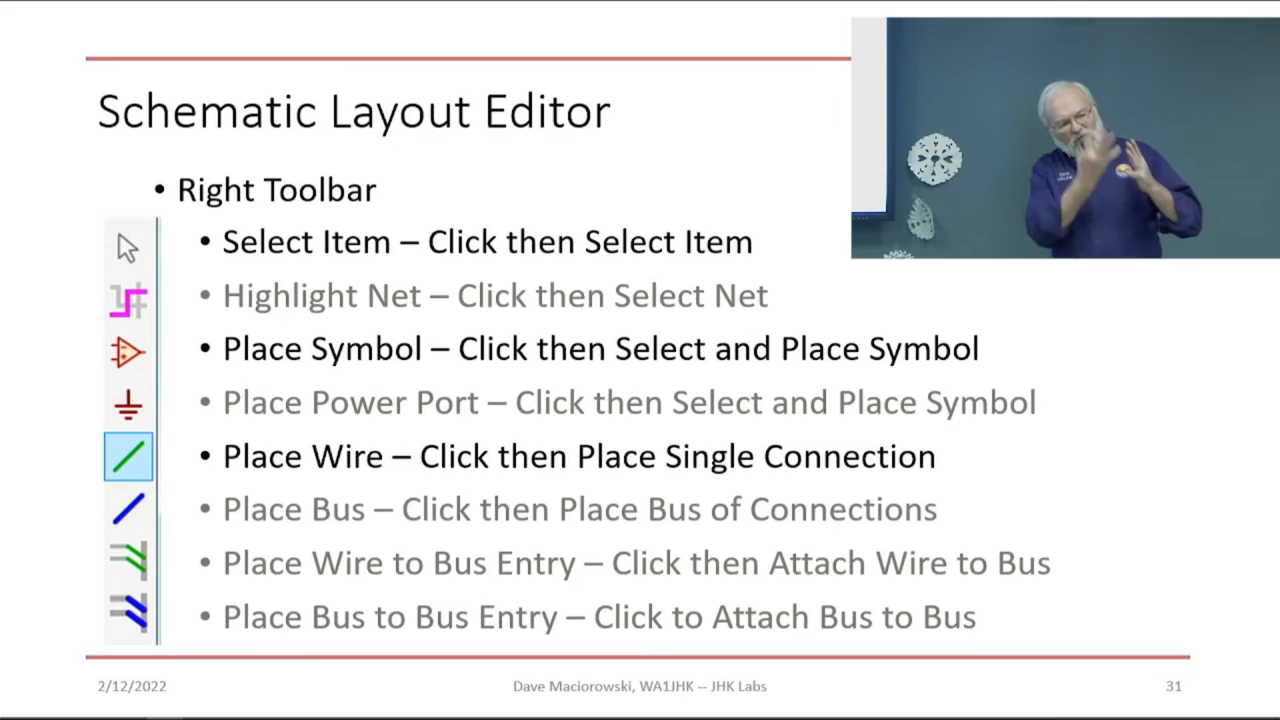 Schematic Layout Editor
• Right Toolbar
• Select Item – Click then Select Item
• Highlight Net – Click then Select Net
• Place Symbol – Click then Select and Place Symbol
• Place Power Port – Click then Select and Place Symbol
• Place Wire – Click then Place Single Connection
• Place Bus – Click then Place Bus of Connections
• Place Wire to Bus Entry – Click then Attach Wire to Bus
• Place Bus to Bus Entry – Click to Attach Bus to Bus
2/12/2022
Dave Maciorowski, WA1JHK -- JHK Labs
31